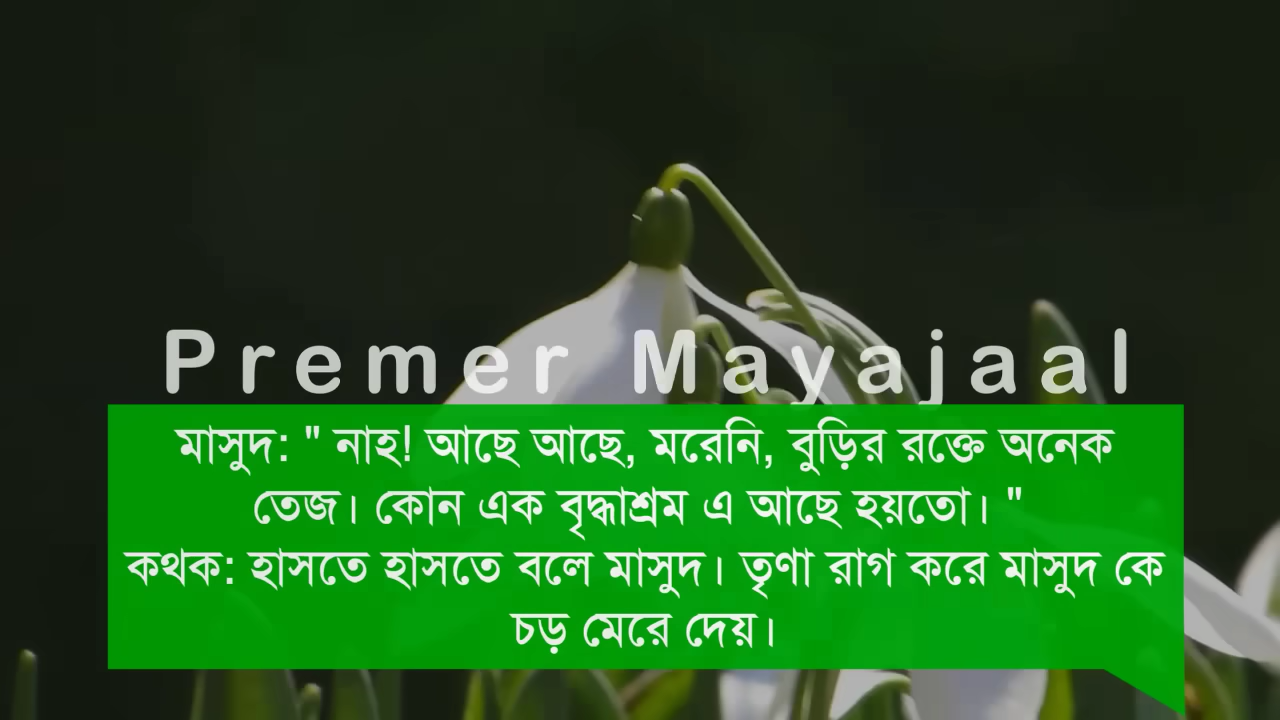 Premer Mayajaal
মাসুদ: " নাহ! আছে আছে, মরেনি, বুড়ির রক্তে অনেক
তেজ। কোন এক বৃদ্ধাশ্রম এ আছে হয়তো। "
কথক: হাসতে হাসতে বলে মাসুদ। তৃণা রাগ করে মাসুদ কে
চড় মেরে দেয়।